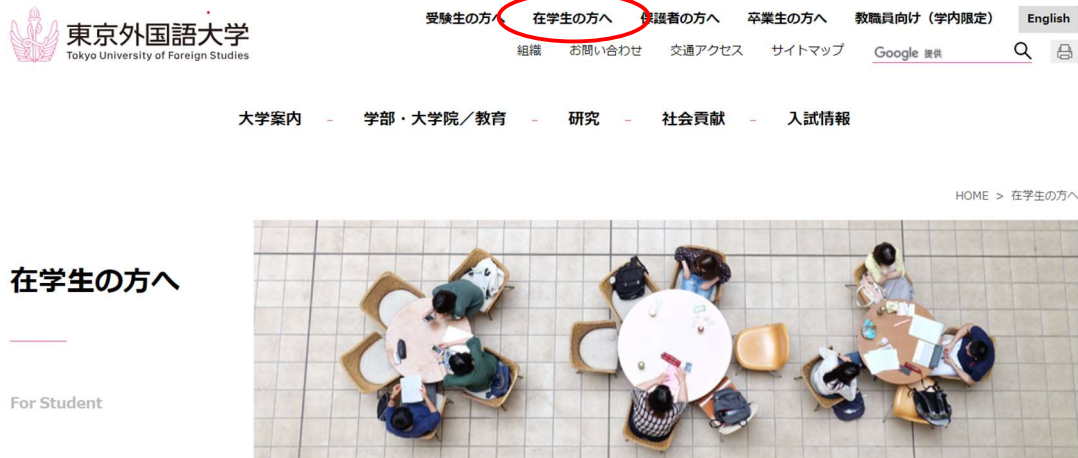 東京外国語大学
Tokyo University of Foreign Studies
受験生の方へ 在学生の方へ 保護者の方へ 卒業生の方へ 教職員向け（学内限定） English
組織 お問い合わせ 交通アクセス サイトマップ Google 提供
大学案内 － 学部・大学院／教育 － 研究 － 社会貢献 － 入試情報
HOME > 在学生の方へ
在学生の方へ
For Student